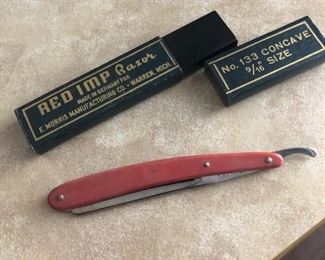 RED IMP Razor
MADE IN GERMANY FOR
E. MORRIS MANUFACTURING CO. - WARREN, MICH.
No. 133 CONCAVE
9/16 SIZE